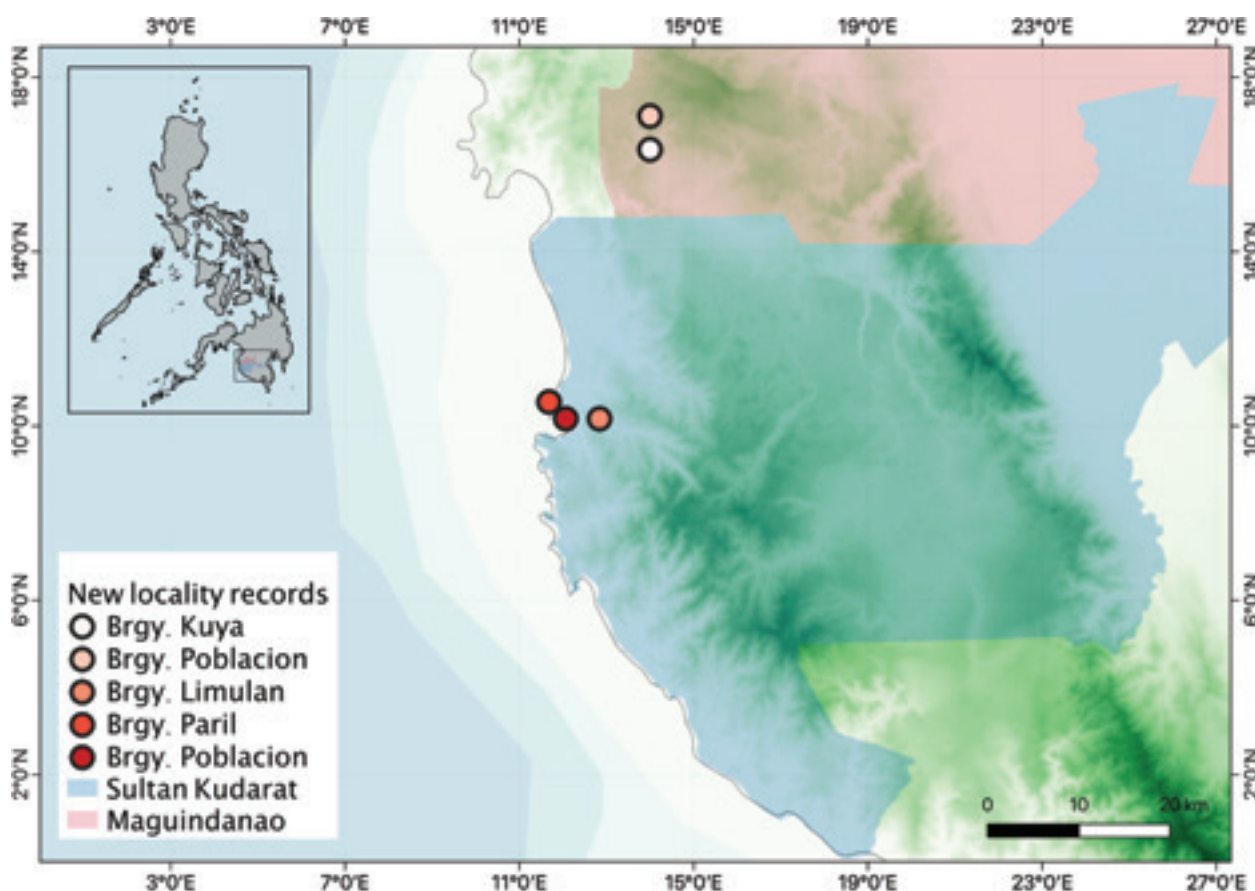 3°0'E 7°0'E 11°0'E 15°0'E 19°0'E 23°0'E 27°0'E
18°0'N 18°0'N
14°0'N 14°0'N
10°0'N 10°0'N
6°0'N 6°0'N
2°0'N 2°0'N
New locality records
Brgy. Kuya
Brgy. Poblacion
Brgy. Limulan
Brgy. Paril
Brgy. Poblacion
Sultan Kudarat
Maguindanao
0 10 20 km
3°0'E 7°0'E 11°0'E 15°0'E 19°0'E 23°0'E 27°0'E